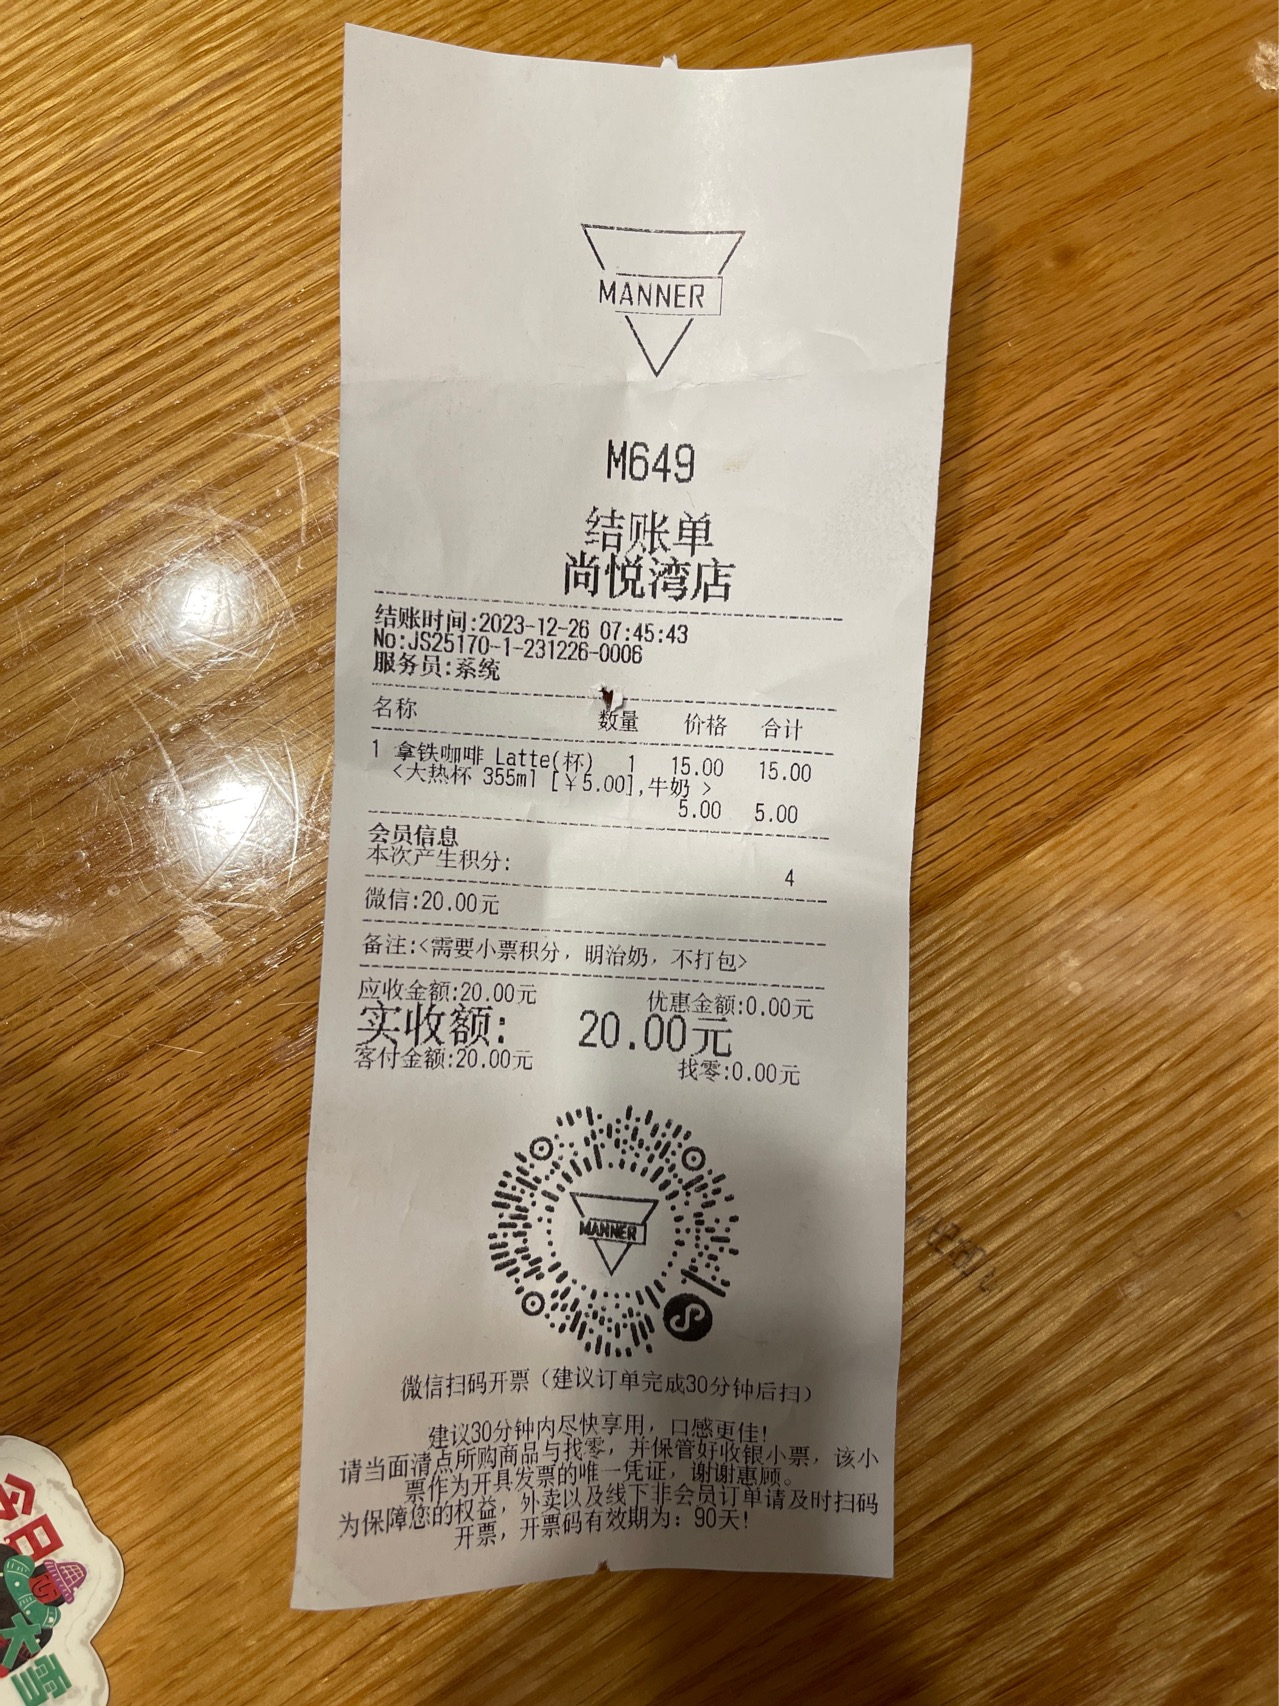 MANNER
M649
结账单
尚悦湾店
结账时间:2023-12-26 07:45:43
No:JS25170-1-231226-0006
服务员:系统
名称 数量 价格 合计
1 拿铁咖啡 Latte(杯) 1 15.00 15.00
<大热杯 355ml [￥5.00],牛奶 >
5.00 5.00
会员信息
本次产生积分: 4
微信:20.00元
备注:<需要小票积分，明治奶，不打包>
应收金额:20.00元 优惠金额:0.00元
实收额: 20.00元
客付金额:20.00元 找零:0.00元
MANNER
微信扫码开票（建议订单完成30分钟后扫）
建议30分钟内尽快享用，口感更佳!
请当面清点所购商品与找零，并保管好收银小票，该小
票作为开具发票的唯一凭证，谢谢惠顾。
为保障您的权益，外卖以及线下非会员订单请及时扫码
开票，开票码有效期为：90天!
今日
大雪